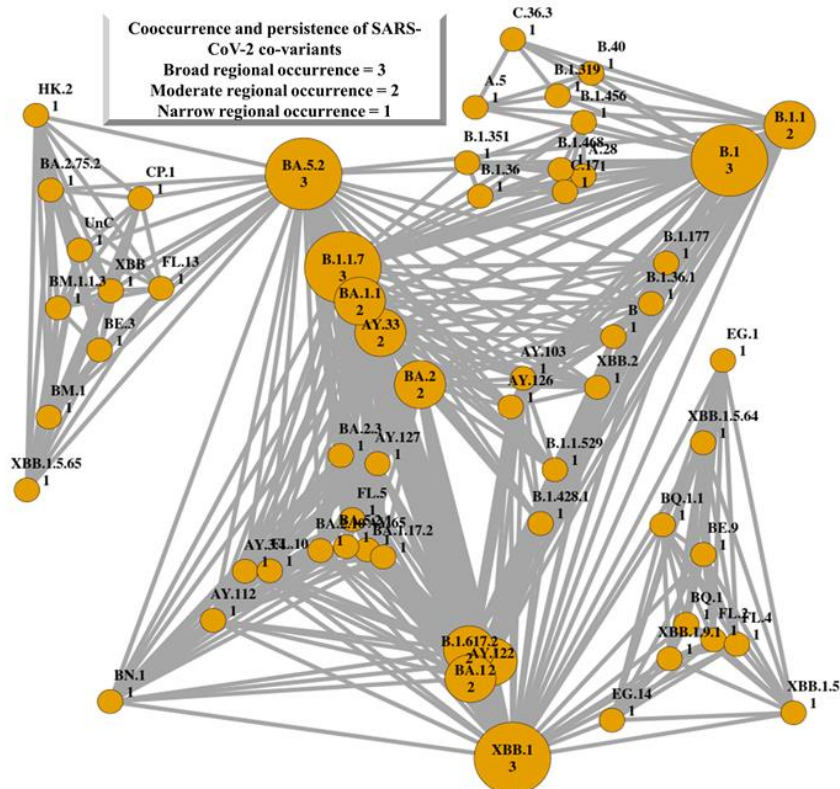 Cooccurrence and persistence of SARS-
CoV-2 co-variants
Broad regional occurrence = 3
Moderate regional occurrence = 2
Narrow regional occurrence = 1
C.36.3
1
B.40
1
B.1.319
1
A.5
1
B.1.456
1
B.1.1
2
HK.2
1
B.1.351
1
B.1.468
1
A.28
1
B.1
3
BA.2.75.2
1
CP.1
1
BA.5.2
3
B.1.36
1
C.171
1
UnC
1
B.1.1.7
3
B.1.177
1
XBB
1
FL.13
1
BM.1.1.3
1
BA.1.1
2
B.1.36.1
1
B
1
AY.33
2
BE.3
1
AY.103
1
XBB.2
1
EG.1
1
BA.2
2
AY.126
1
BM.1
1
XBB.1.5.64
1
BA.2.3
1
AY.127
1
B.1.1.529
1
XBB.1.5.65
1
FL.5
1
B.1.428.1
1
BQ.1.1
1
BE.9
1
B.1.17.2
1
FL.10
1
AY.112
1
BQ.1
1
FL.2
1
FL.4
1
XBB.1.9.1
1
B.1.617.2
2
AY.122
2
BA.1
2
BN.1
1
EG.14
1
XBB.1.5
1
XBB.1
3